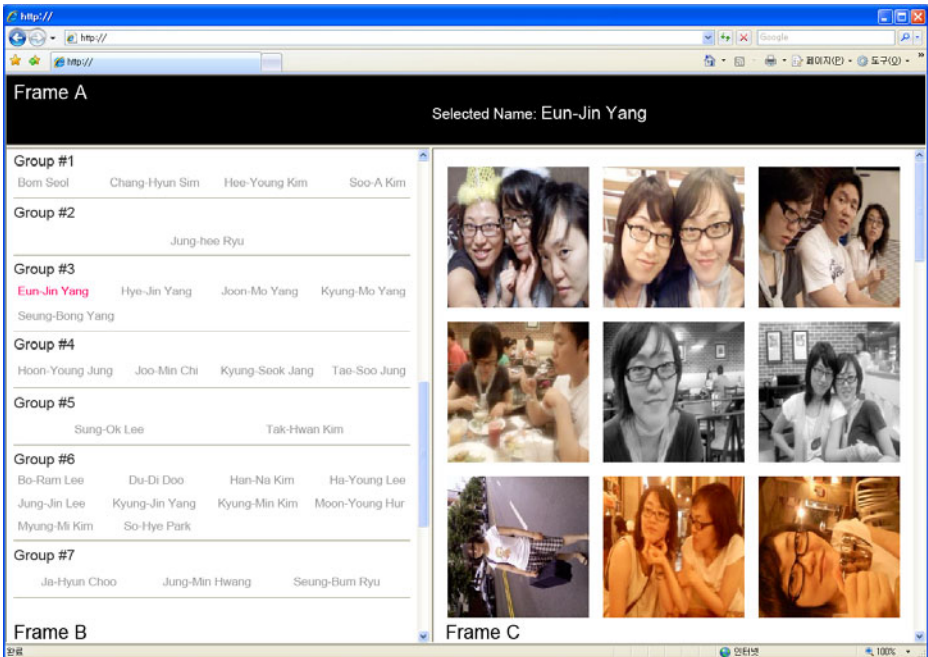 http://
http://
Google
http://
페이지(P)
도구(O)
Frame A
Selected Name: Eun-Jin Yang
Group #1
Bom Seol Chang-Hyun Sim Hee-Young Kim Soo-A Kim
Group #2
Jung-hee Ryu
Group #3
Eun-Jin Yang Hye-Jin Yang Joon-Mo Yang Kyung-Mo Yang
Seung-Bong Yang
Group #4
Hoon-Young Jung Joo-Min Chi Kyung-Seok Jang Tae-Soo Jung
Group #5
Sung-Ok Lee Tak-Hwan Kim
Group #6
Bo-Ram Lee Du-Di Doo Han-Na Kim Ha-Young Lee
Jung-Jin Lee Kyung-Jin Yang Kyung-Min Kim Moon-Young Hur
Myung-Mi Kim So-Hye Park
Group #7
Ja-Hyun Choo Jung-Min Hwang Seung-Bum Ryu
Frame B
Frame C
완료
인터넷
100%